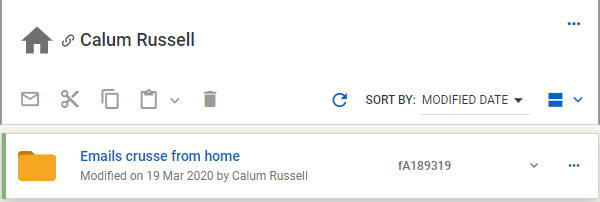 Calum Russell
SORT BY: MODIFIED DATE
Emails crusse from home
fA189319
Modified on 19 Mar 2020 by Calum Russell